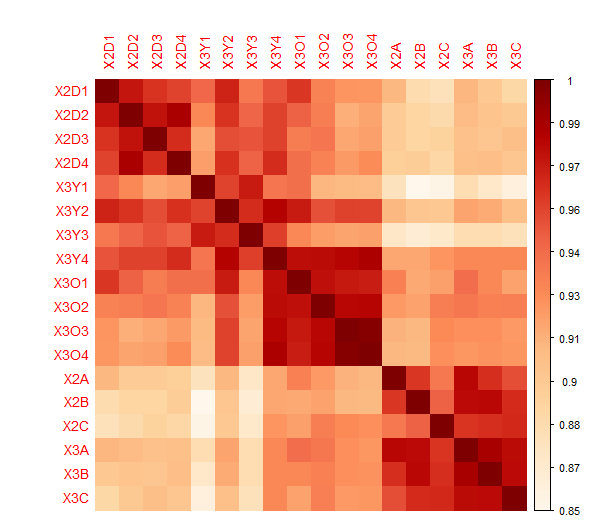 X2D1 X2D2 X2D3 X2D4 X3Y1 X3Y2 X3Y3 X3Y4 X3O1 X3O2 X3O3 X3O4 X2A X2B X2C X3A X3B X3C
X2D1
X2D2
X2D3
X2D4
X3Y1
X3Y2
X3Y3
X3Y4
X3O1
X3O2
X3O3
X3O4
X2A
X2B
X2C
X3A
X3B
X3C
1
0.99
0.97
0.96
0.94
0.93
0.91
0.9
0.88
0.87
0.85